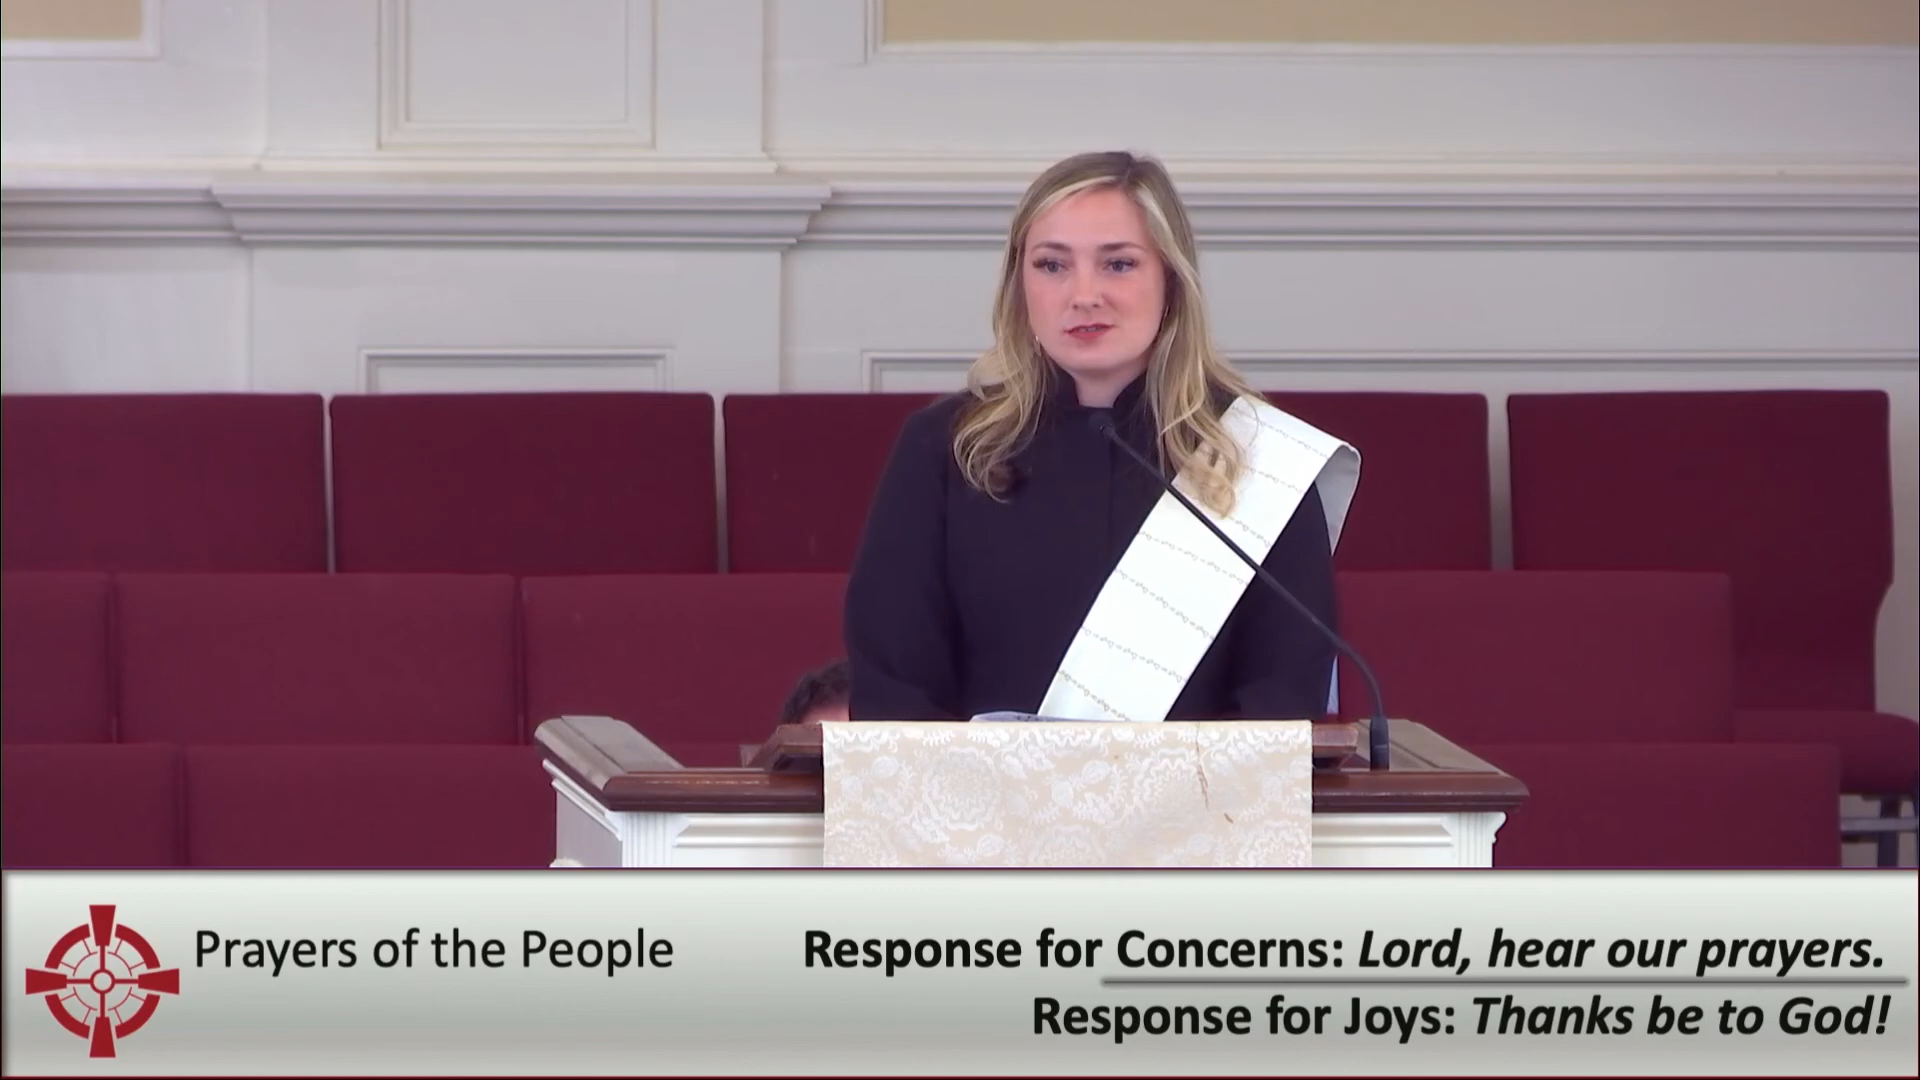 Prayers of the People
Response for Concerns: Lord, hear our prayers.
Response for Joys: Thanks be to God!